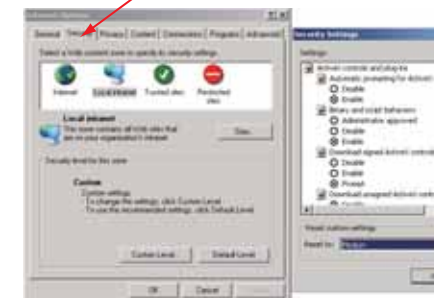 Internet Options
General Security Privacy Content Connections Programs Advanced
Select a Web content zone to specify its security settings.
Internet Local intranet Trusted sites Restricted sites
Local intranet
This zone contains all Web sites that are on your organization's intranet.
Sites...
Security level for this zone
Custom
Custom settings.
To change the settings, click Custom Level.
To use the recommended settings, click Default Level.
Custom Level... Default Level
OK Cancel
Security Settings
Settings:
ActiveX controls and plug-ins
Automatic prompting for ActiveX
Disable
Enable
Binary and script behaviors
Administrator approved
Disable
Enable
Download signed ActiveX controls
Disable
Enable
Prompt
Download unsigned ActiveX contr
Reset custom settings
Reset to: Medium